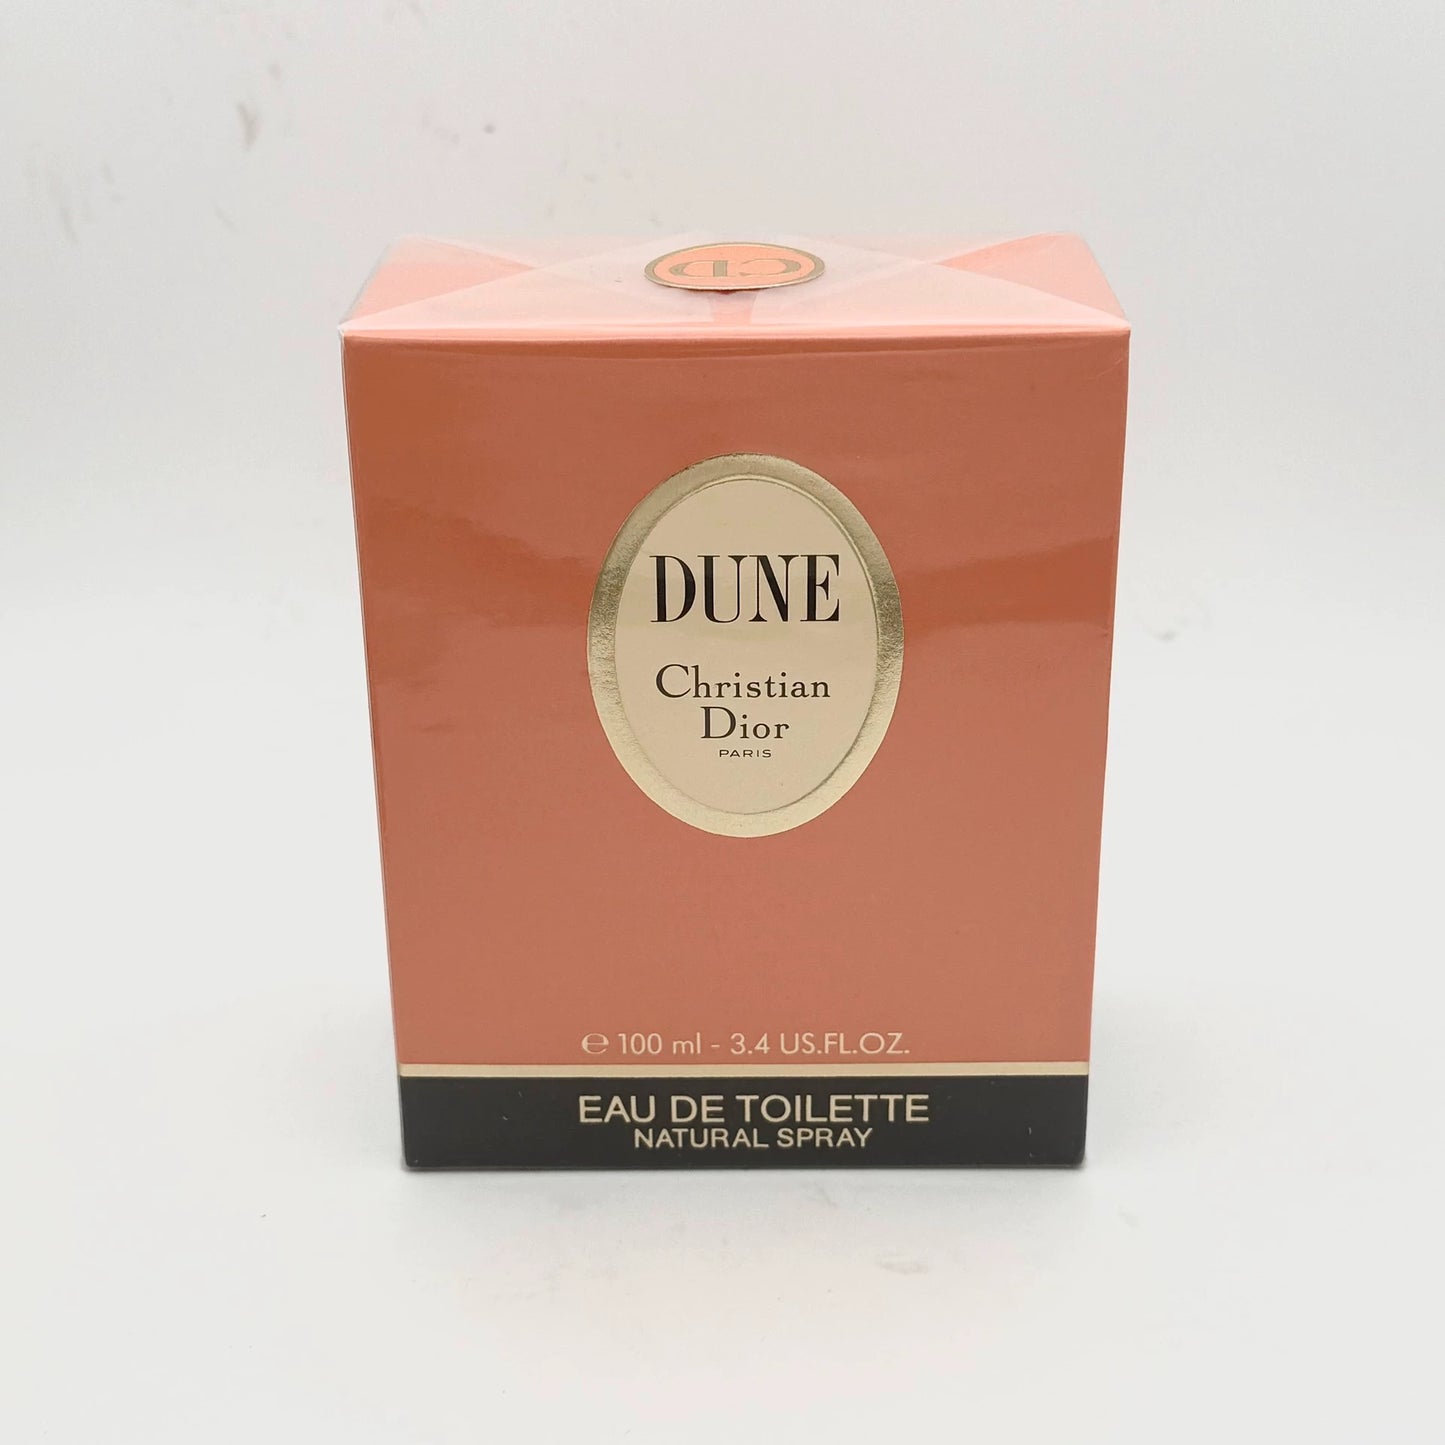 CD
DUNE
Christian
Dior
PARIS
℮ 100 ml - 3.4 US.FL.OZ.
EAU DE TOILETTE
NATURAL SPRAY